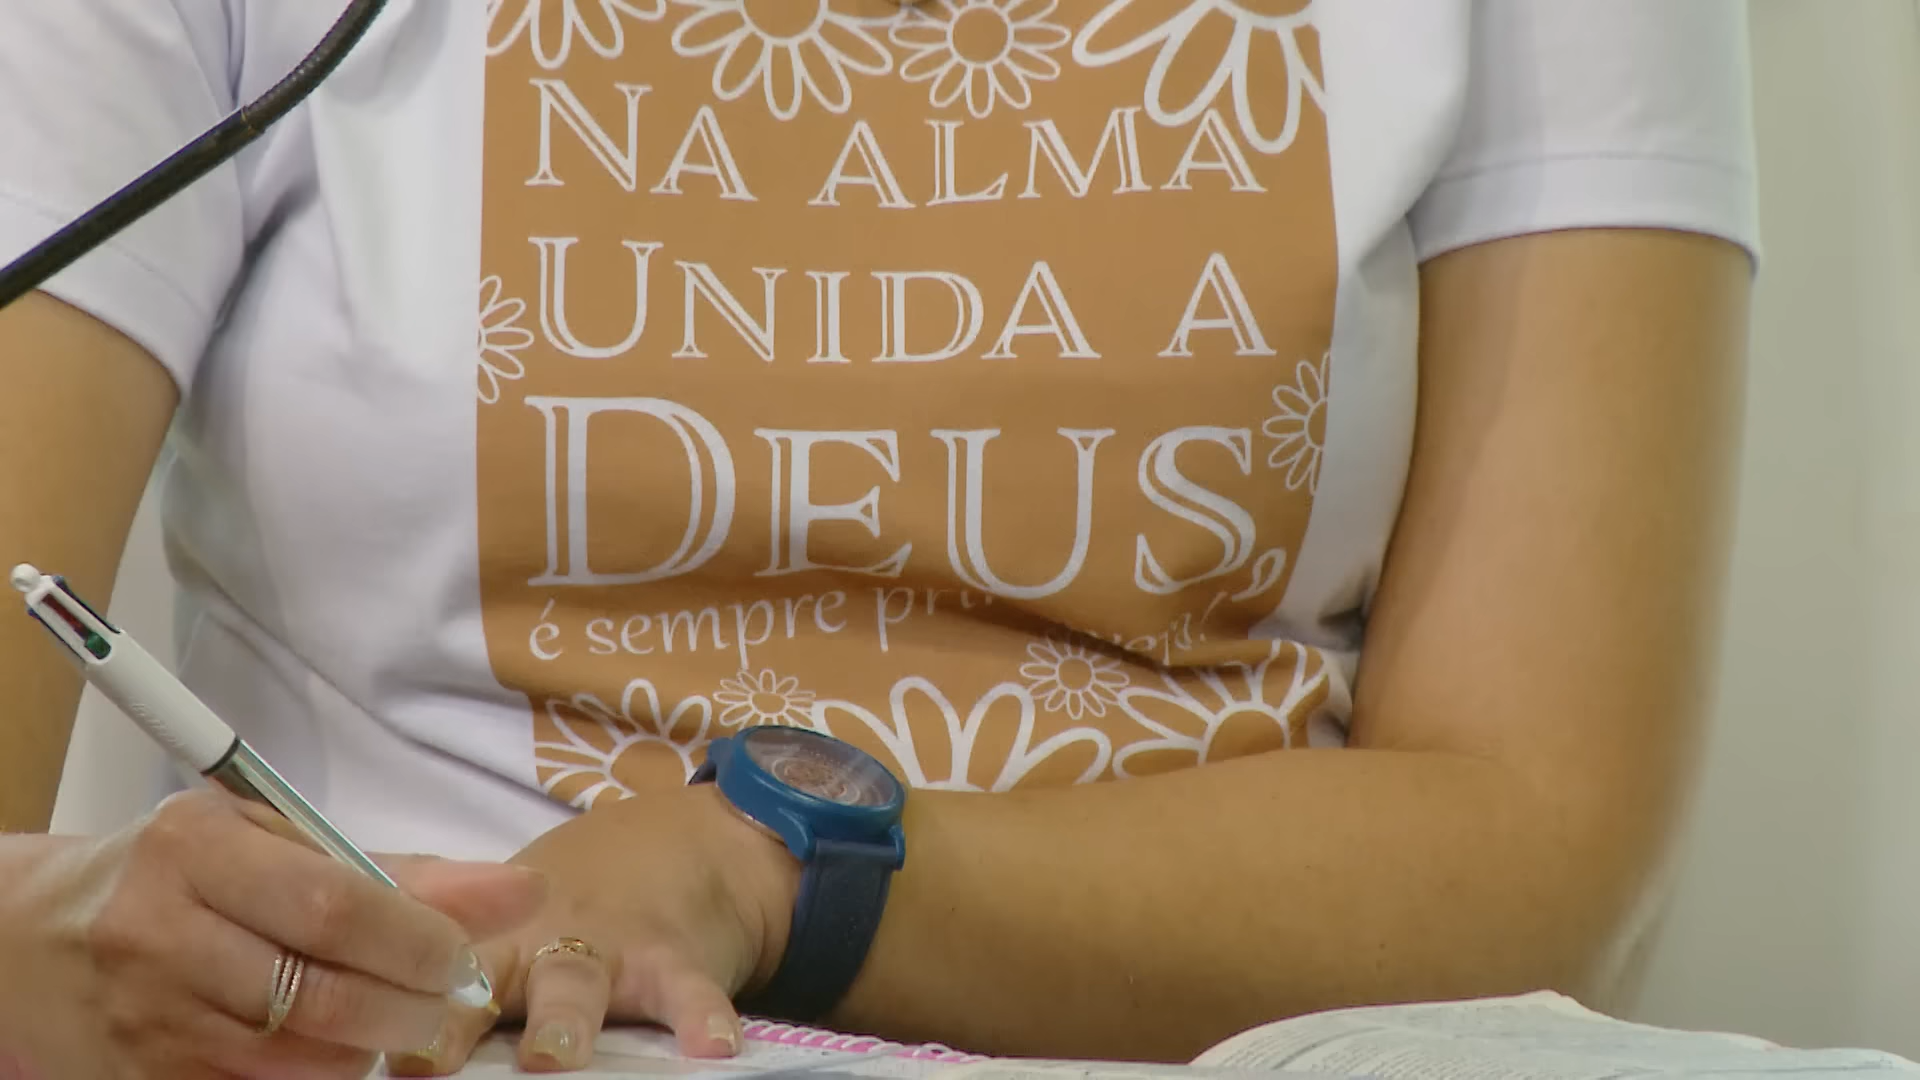 NA ALMA
UNIDA A
DEUS,
é sempre